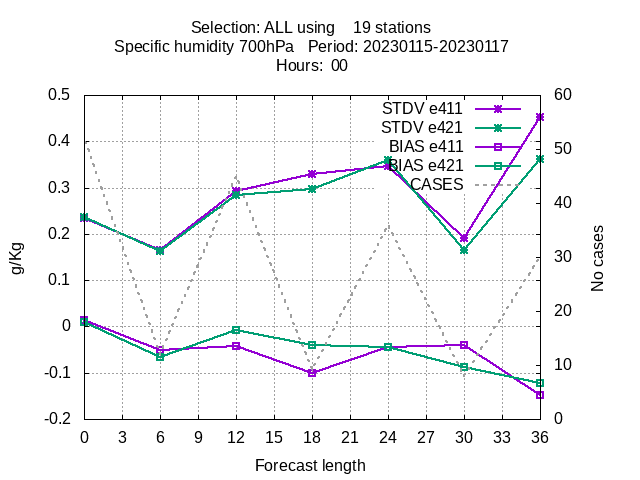 Selection: ALL using    19 stations
Specific humidity 700hPa   Period: 20230115-20230117
Hours:  00
0.5
0.4
0.3
0.2
0.1
0
-0.1
-0.2
g/Kg
STDV e411
STDV e421
BIAS e411
BIAS e421
CASES
60
50
40
30
20
10
0
No cases
0 3 6 9 12 15 18 21 24 27 30 33 36
Forecast length